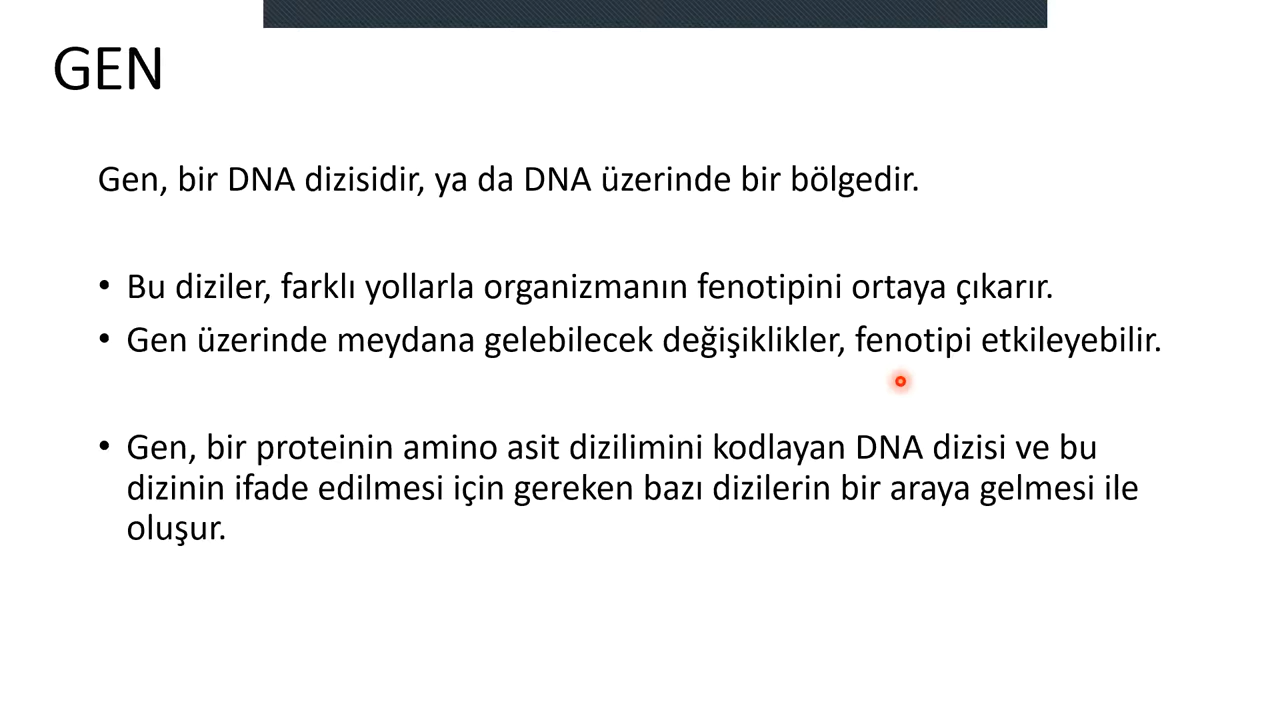 GEN
Gen, bir DNA dizisidir, ya da DNA üzerinde bir bölgedir.
• Bu diziler, farklı yollarla organizmanın fenotipini ortaya çıkarır.
• Gen üzerinde meydana gelebilecek değişiklikler, fenotipi etkileyebilir.
• Gen, bir proteinin amino asit dizilimini kodlayan DNA dizisi ve bu
dizinin ifade edilmesi için gereken bazı dizilerin bir araya gelmesi ile
oluşur.